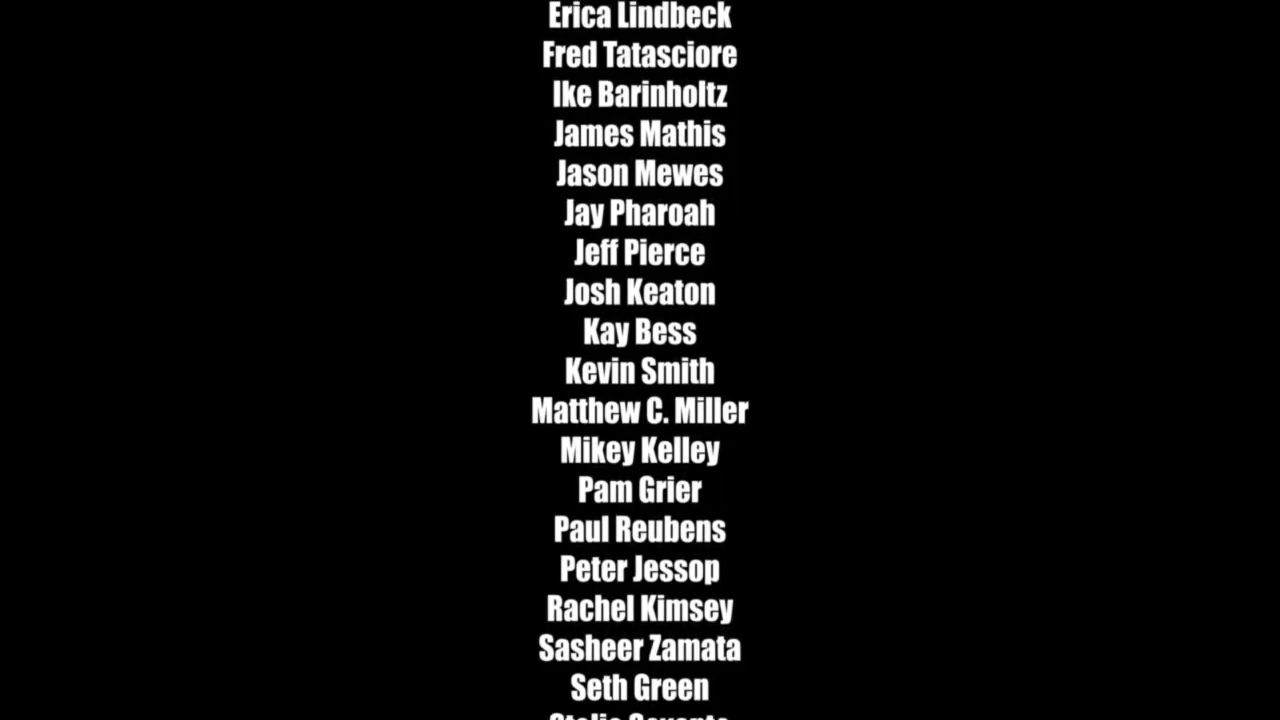 Erica Lindbeck
Fred Tatasciore
Ike Barinholtz
James Mathis
Jason Mewes
Jay Pharoah
Jeff Pierce
Josh Keaton
Kay Bess
Kevin Smith
Matthew C. Miller
Mikey Kelley
Pam Grier
Paul Reubens
Peter Jessop
Rachel Kimsey
Sasheer Zamata
Seth Green